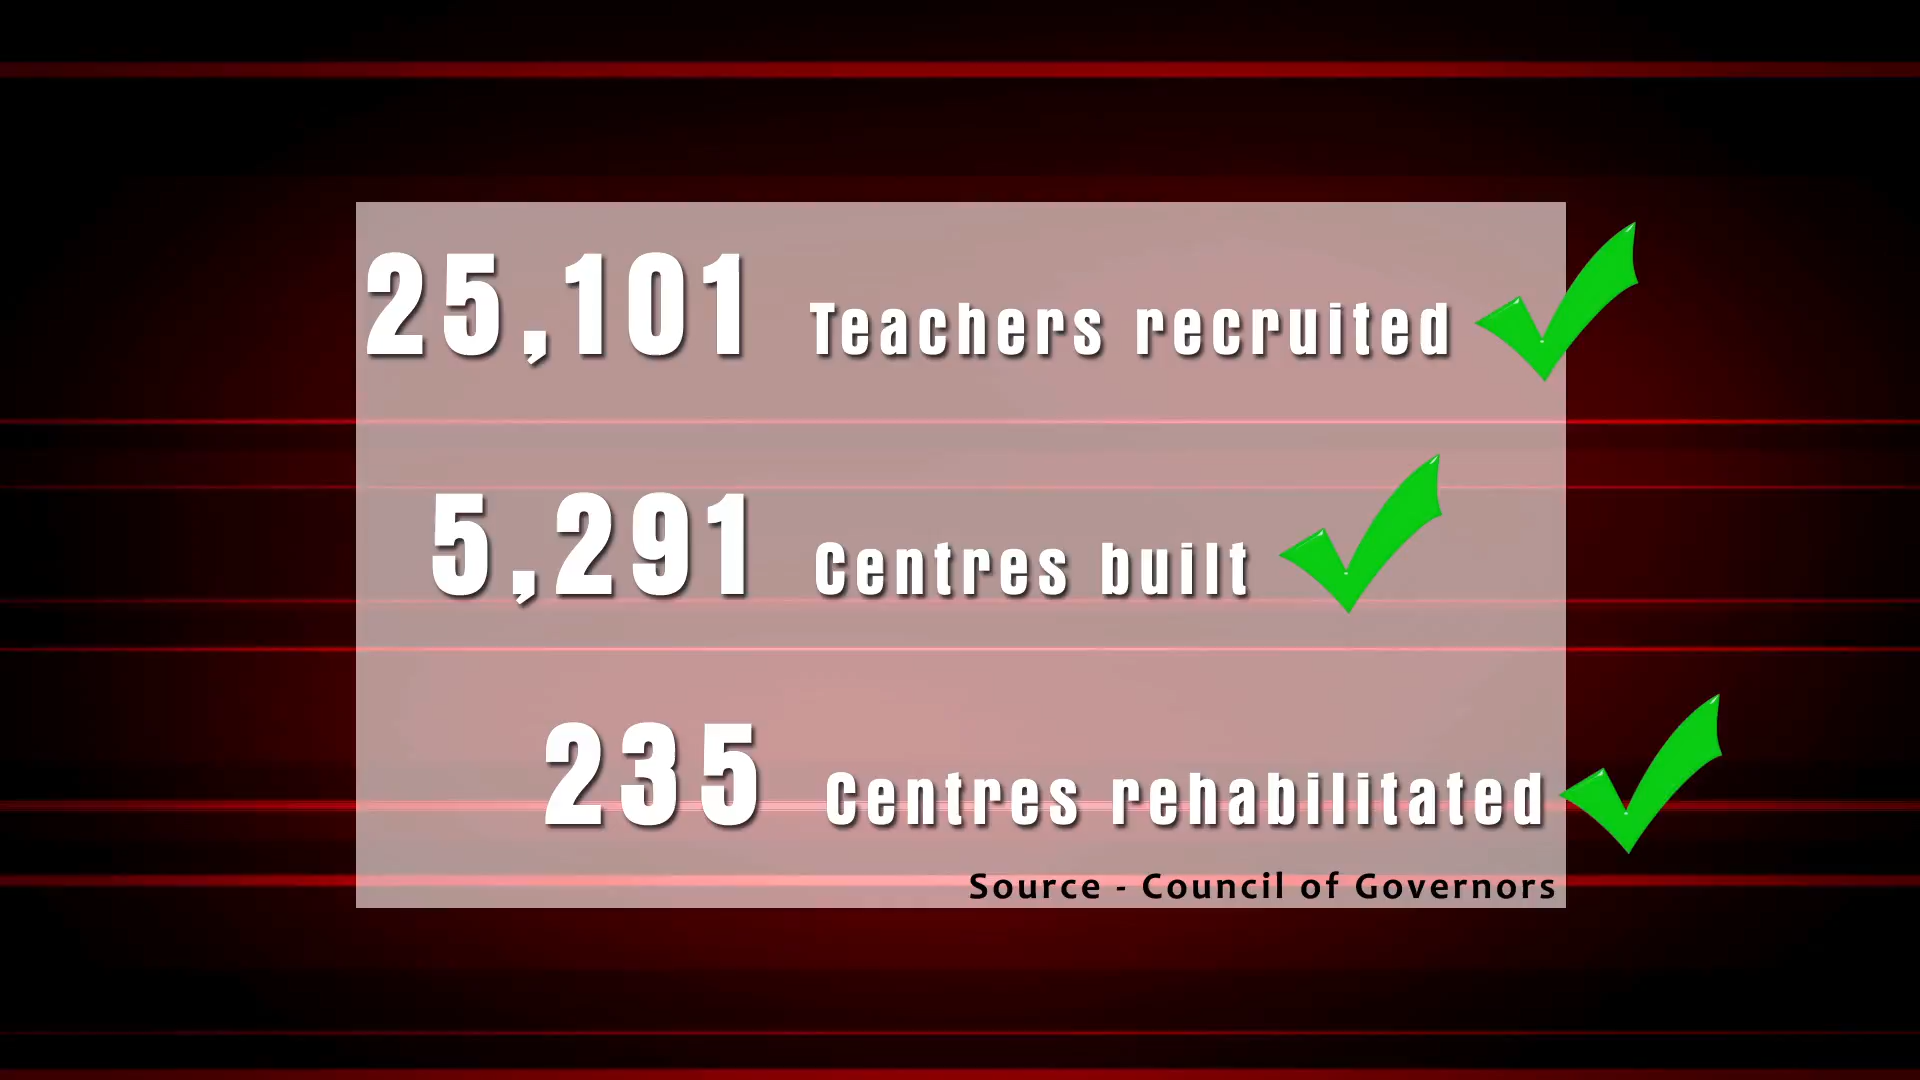 25,101 Teachers recruited
5,291 Centres built
235 Centres rehabilitated
Source - Council of Governors